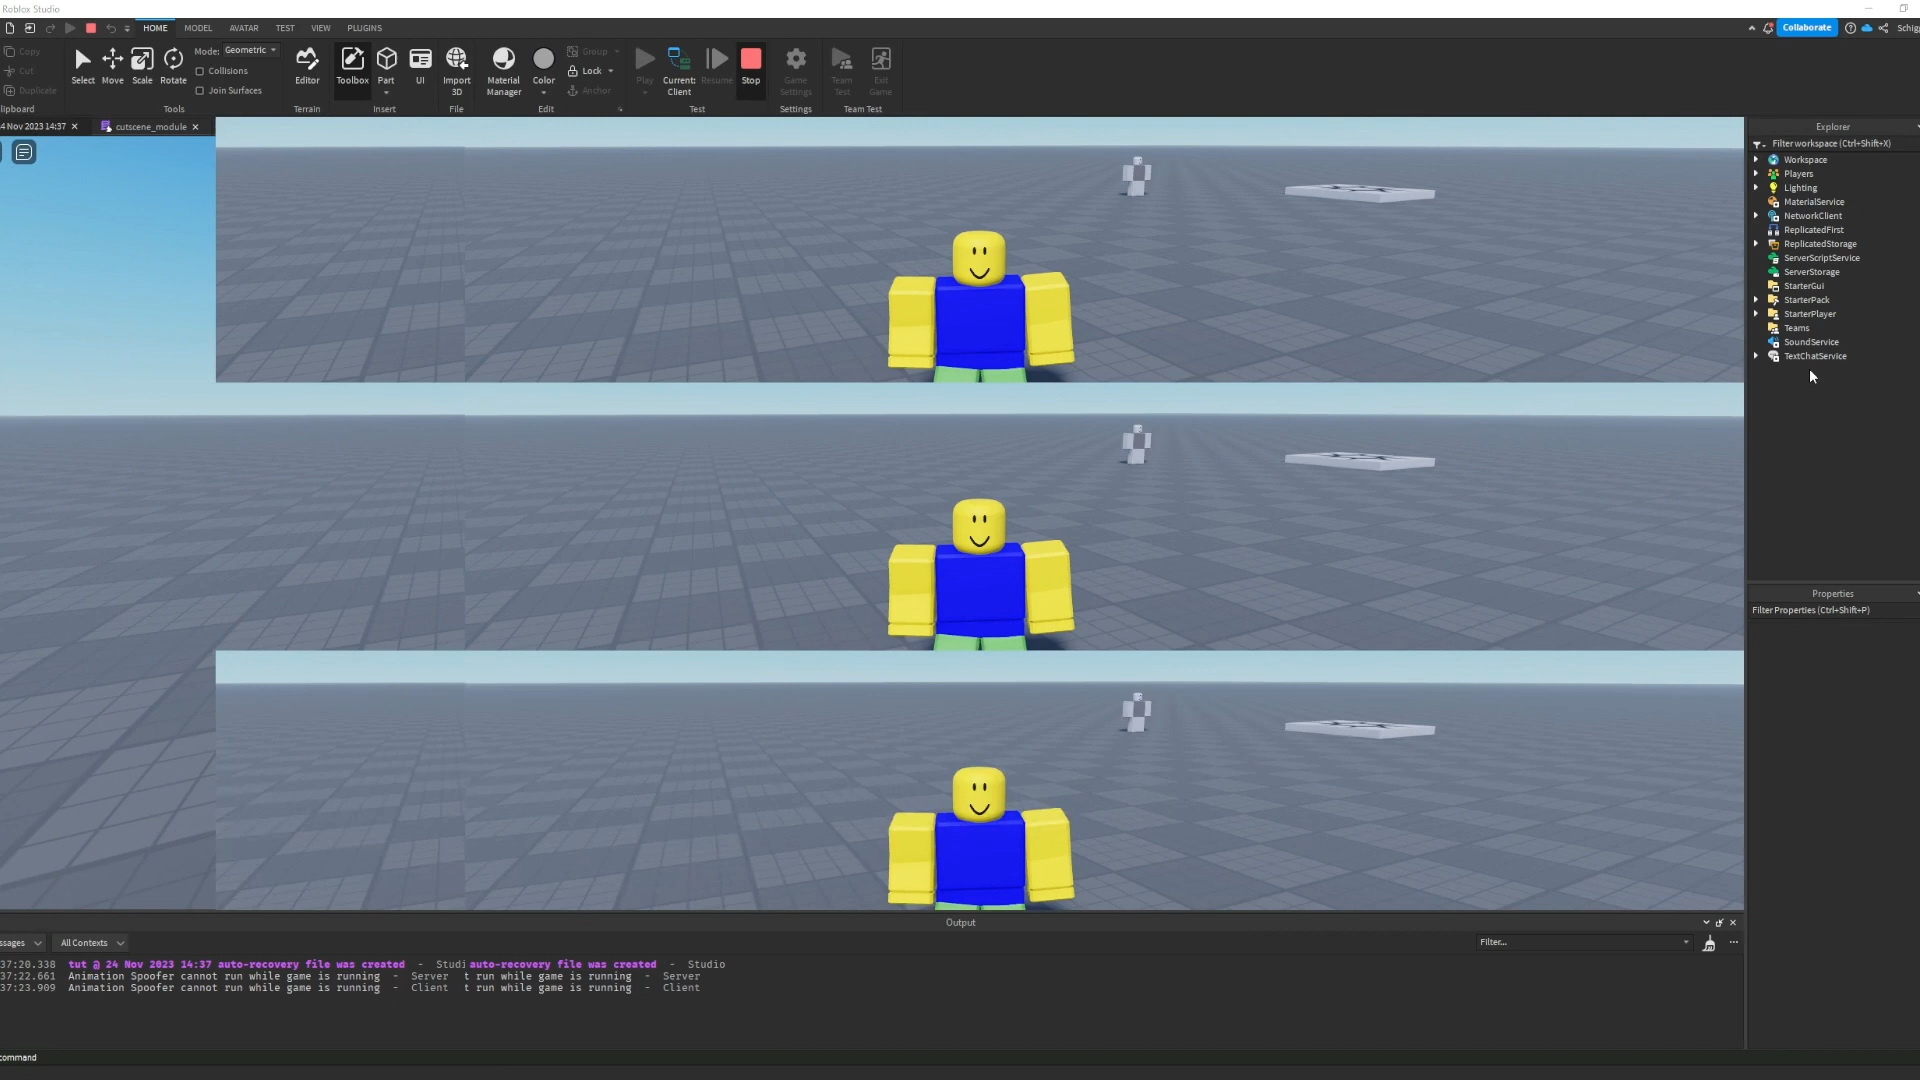 Roblox Studio
HOME MODEL AVATAR TEST VIEW PLUGINS
Collaborate Schig
Copy
Cut
Duplicate
lipboard
Select Move Scale Rotate
Mode: Geometric
Collisions
Join Surfaces
Tools
Editor
Terrain
Toolbox Part UI
Insert
Import 3D
File
Material Manager Color
Group
Lock
Anchor
Edit
Play Current: Client Resume Stop
Test
Game Settings
Settings
Team Test Exit Game
Team Test
4 Nov 2023 14:37 cutscene_module
Explorer
Filter workspace (Ctrl+Shift+X)
Workspace
Players
Lighting
MaterialService
NetworkClient
ReplicatedFirst
ReplicatedStorage
ServerScriptService
ServerStorage
StarterGui
StarterPack
StarterPlayer
Teams
SoundService
TextChatService
Properties
Filter Properties (Ctrl+Shift+P)
Output
ssages All Contexts Filter...
37:20.338 tut @ 24 Nov 2023 14:37 auto-recovery file was created - Studi auto-recovery file was created - Studio
37:22.661 Animation Spoofer cannot run while game is running - Server t run while game is running - Server
37:23.909 Animation Spoofer cannot run while game is running - Client t run while game is running - Client
command